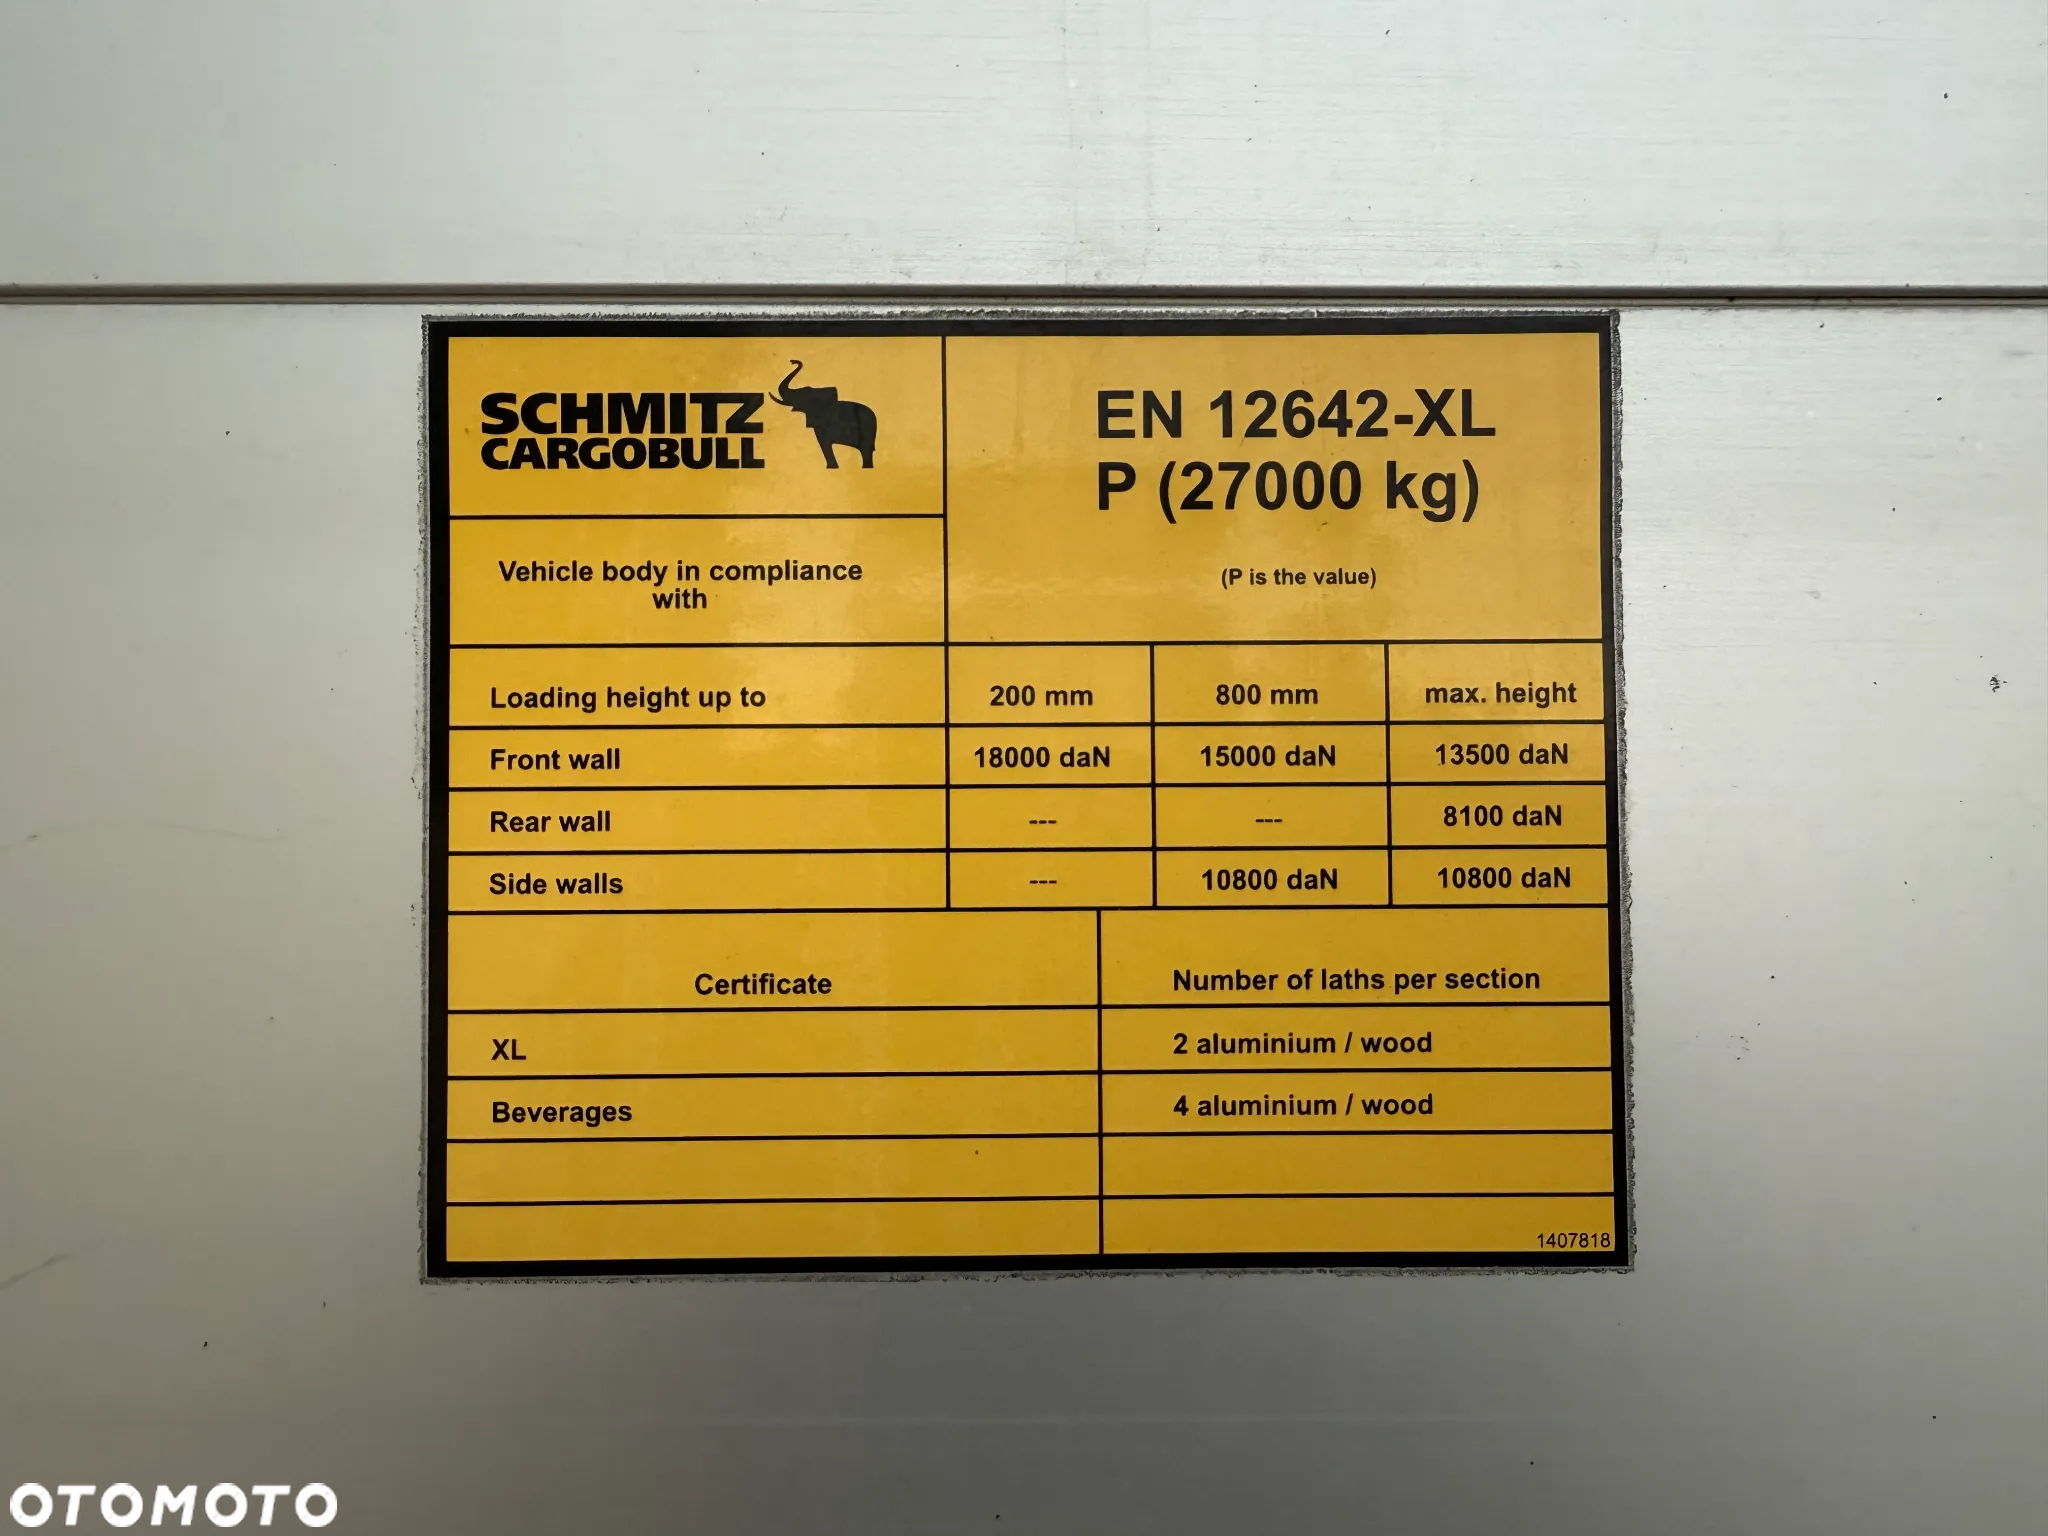 SCHMITZ
CARGOBULL
EN 12642-XL
P (27000 kg)
(P is the value)
Vehicle body in compliance
with
Loading height up to 200 mm 800 mm max. height
Front wall 18000 daN 15000 daN 13500 daN
Rear wall --- --- 8100 daN
Side walls --- 10800 daN 10800 daN
Certificate Number of laths per section
XL 2 aluminium / wood
Beverages 4 aluminium / wood
1407818
OTOMOTO